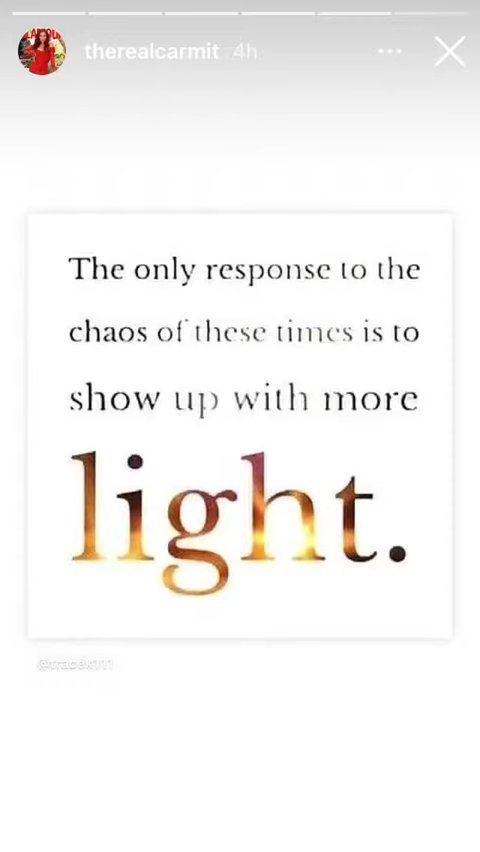 therealcarmit 4h
The only response to the
chaos of these times is to
show up with more
light.